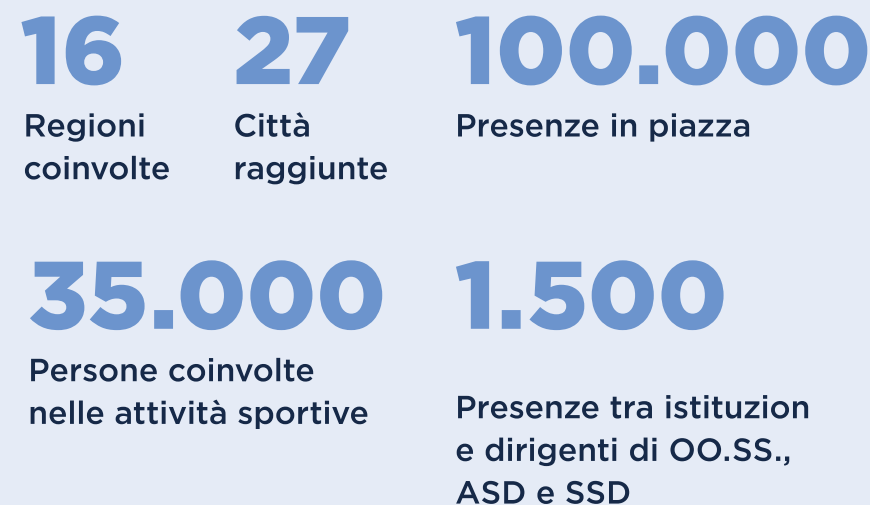 16
Regioni
coinvolte
27
Città
raggiunte
100.000
Presenze in piazza
35.000
Persone coinvolte
nelle attività sportive
1.500
Presenze tra istituzion
e dirigenti di OO.SS.,
ASD e SSD